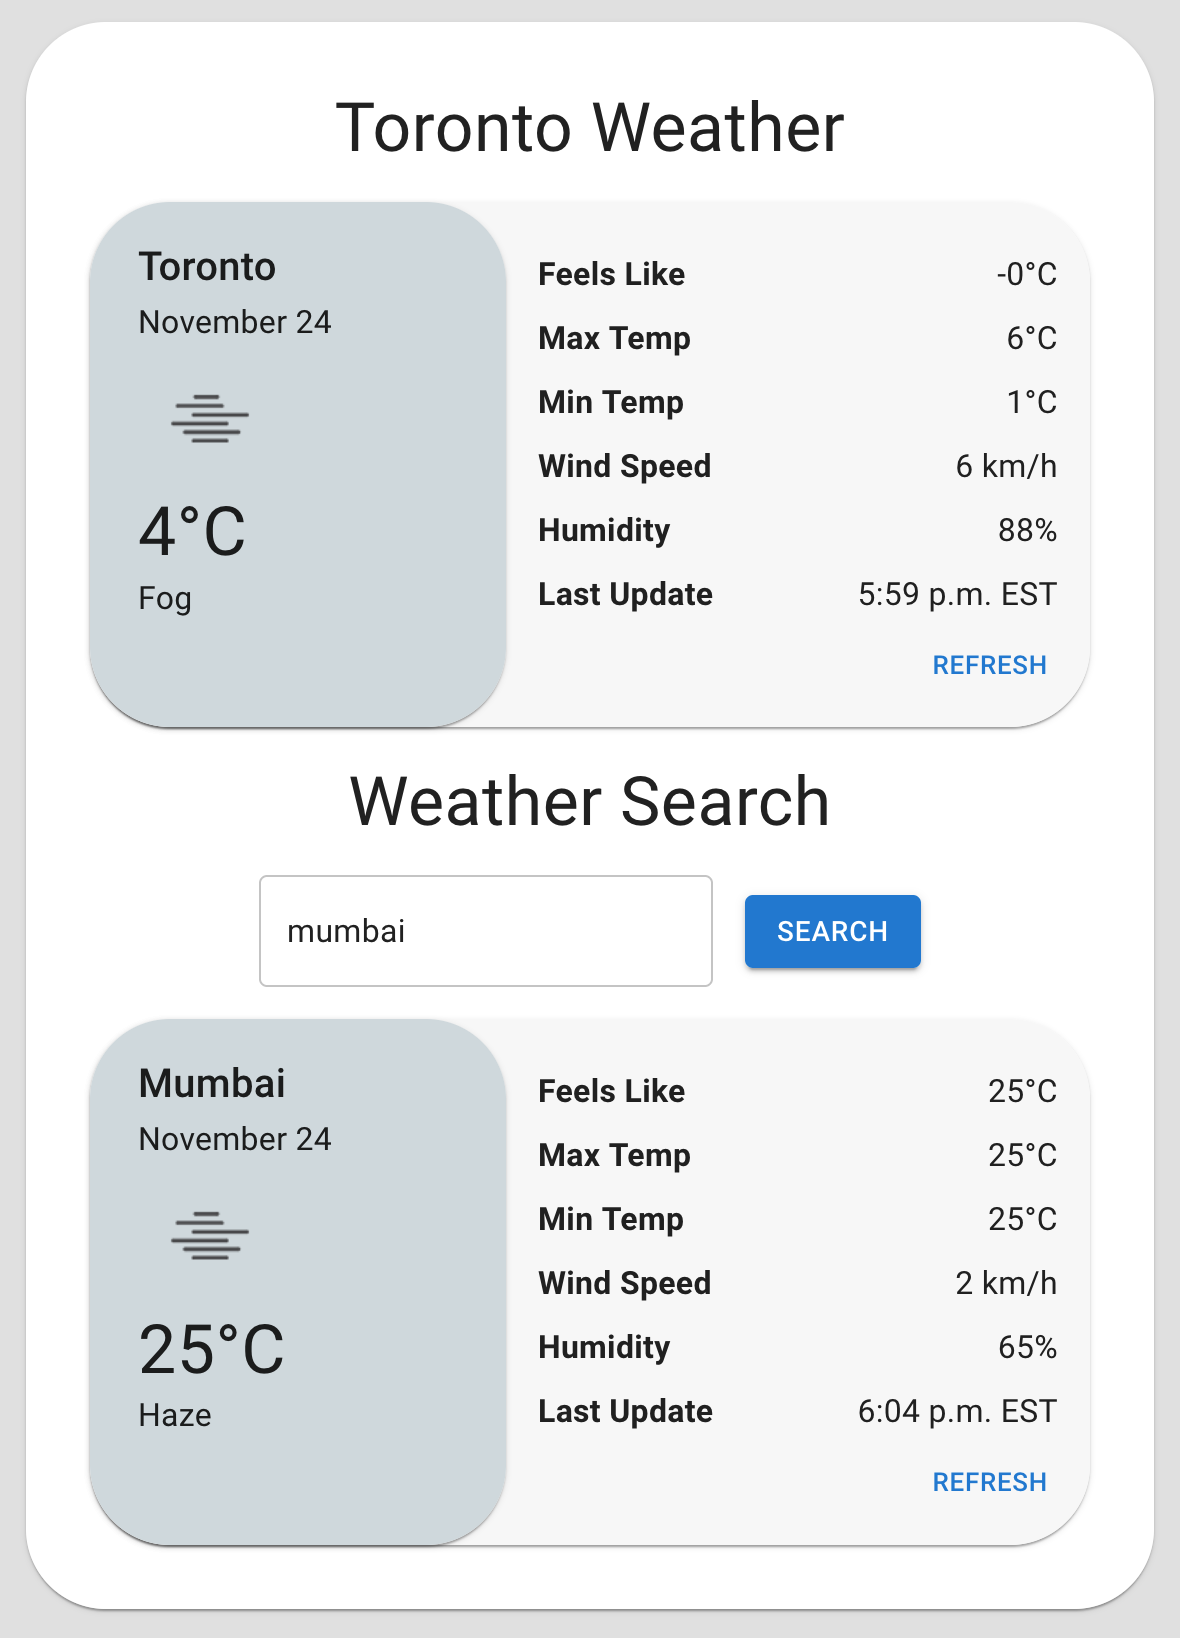 Toronto Weather
Toronto
November 24
4°C
Fog
Feels Like -0°C
Max Temp 6°C
Min Temp 1°C
Wind Speed 6 km/h
Humidity 88%
Last Update 5:59 p.m. EST
REFRESH
Weather Search
mumbai SEARCH
Mumbai
November 24
25°C
Haze
Feels Like 25°C
Max Temp 25°C
Min Temp 25°C
Wind Speed 2 km/h
Humidity 65%
Last Update 6:04 p.m. EST
REFRESH